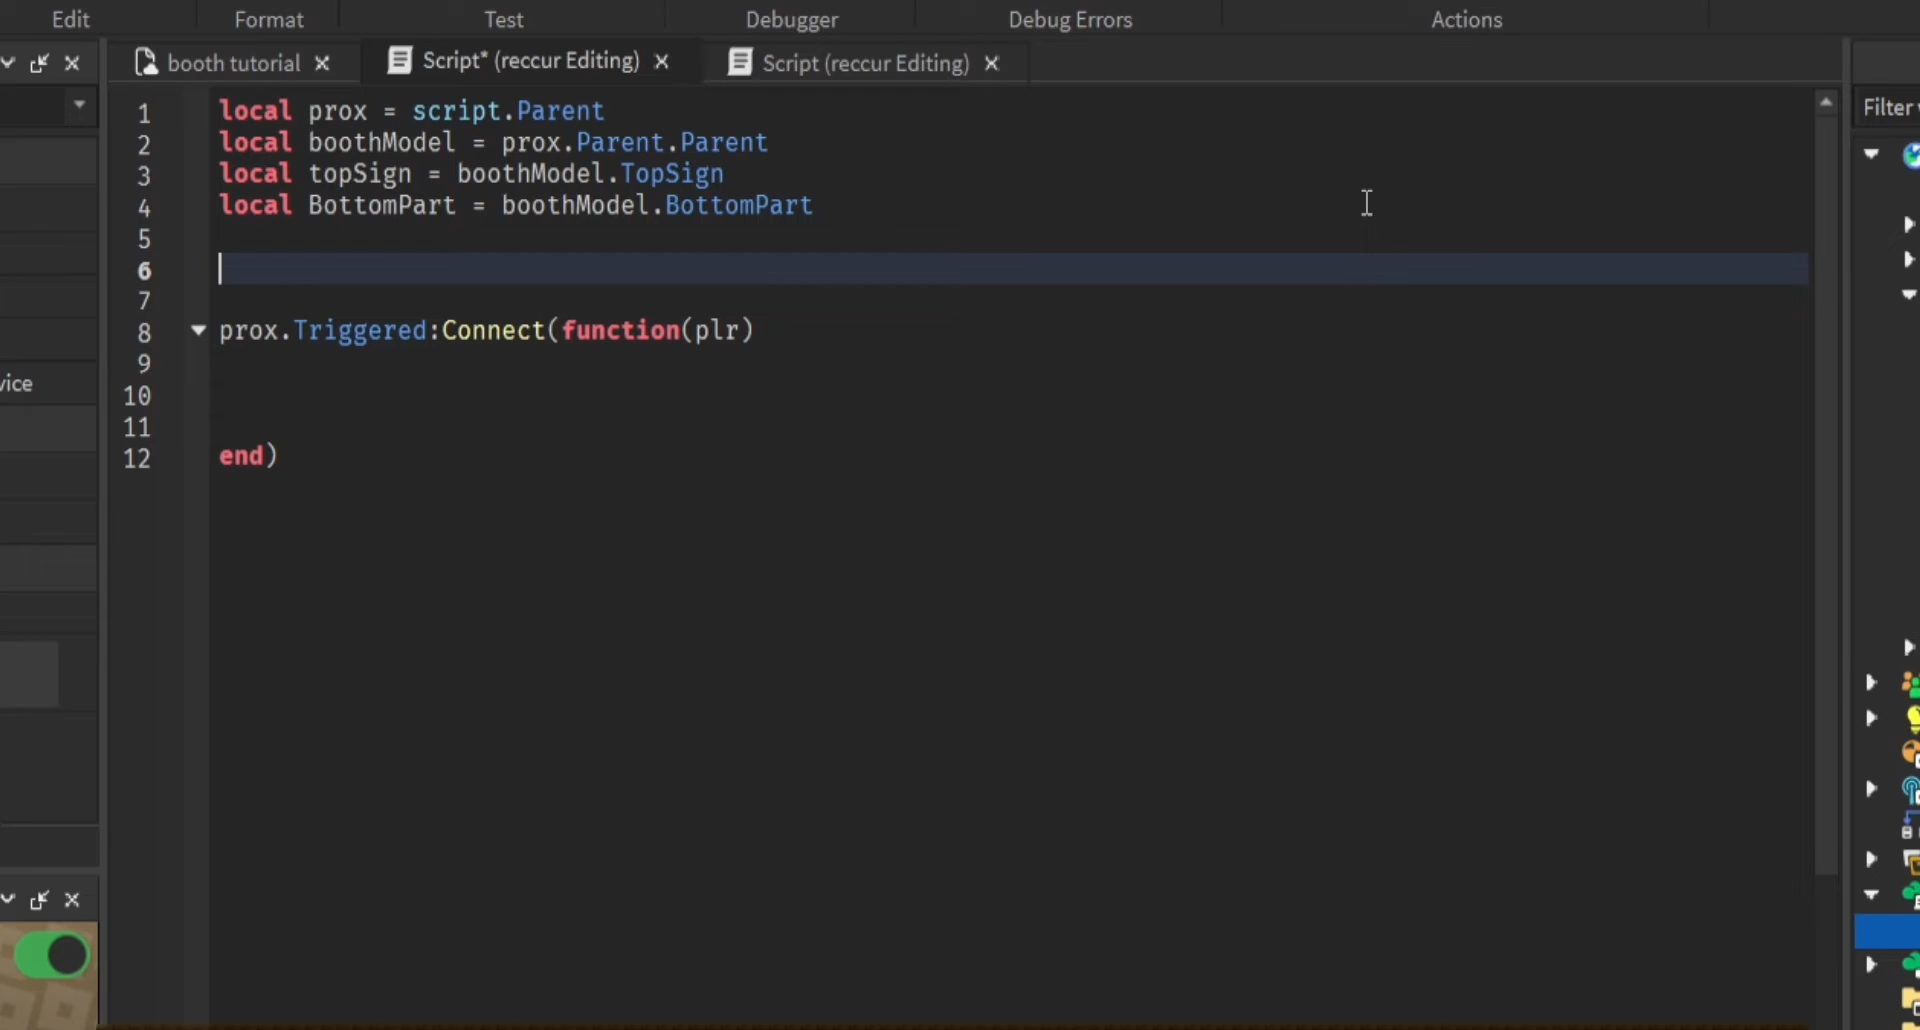 Edit Format Test Debugger Debug Errors Actions
booth tutorial Script* (reccur Editing) Script (reccur Editing)
Filter
1 local prox = script.Parent
2 local boothModel = prox.Parent.Parent
3 local topSign = boothModel.TopSign
4 local BottomPart = boothModel.BottomPart
5
6
7
8 prox.Triggered:Connect(function(plr)
9
vice
10
11
12 end)